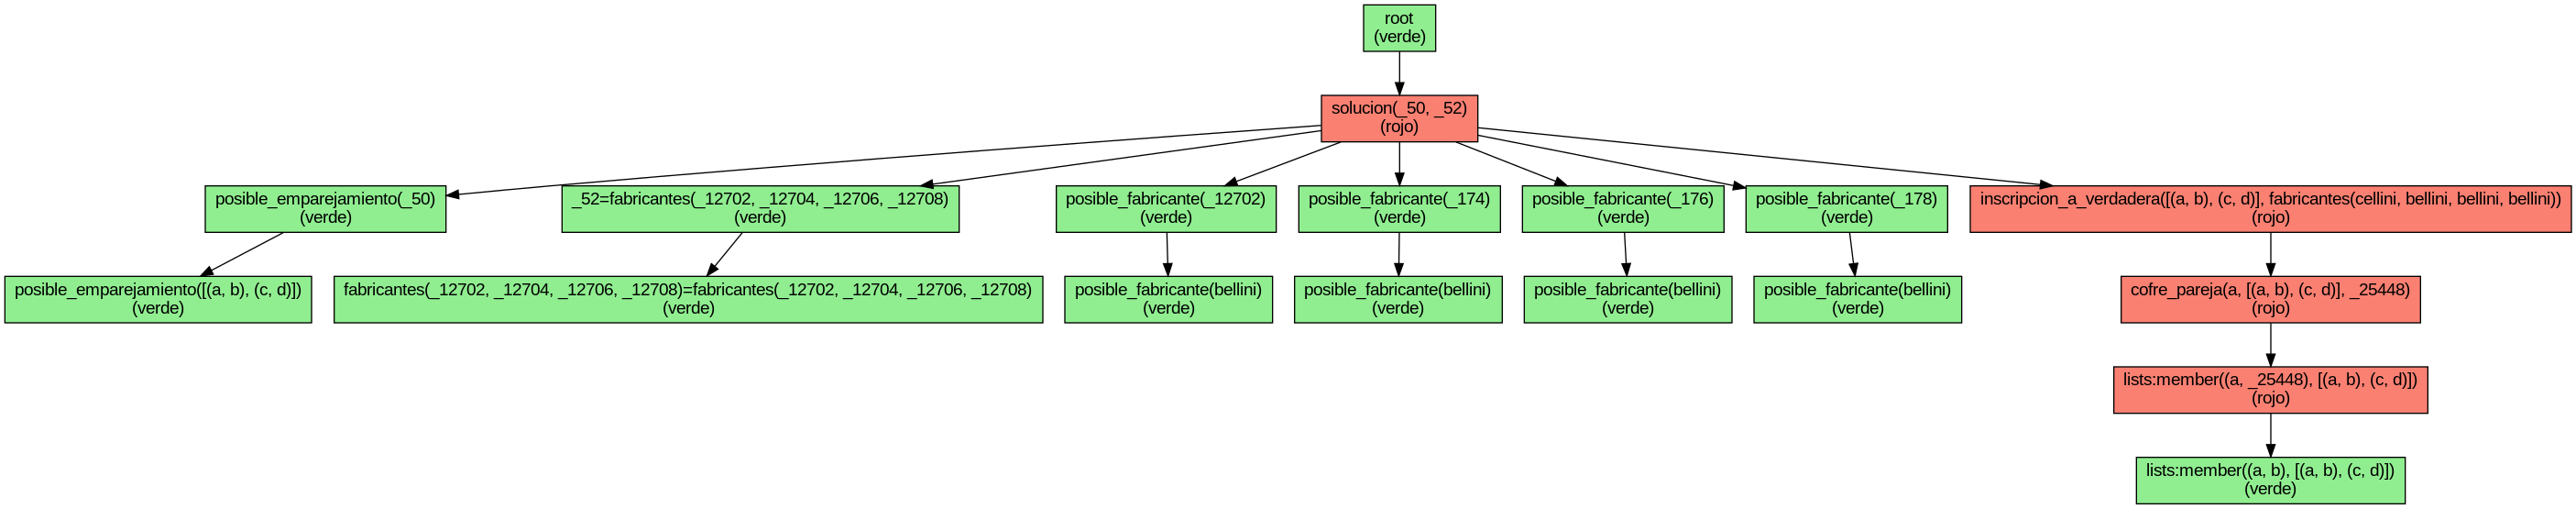 root
(verde)
solucion(_50, _52)
(rojo)
posible_emparejamiento(_50)
(verde)
_52=fabricantes(_12702, _12704, _12706, _12708)
(verde)
posible_fabricante(_12702)
(verde)
posible_fabricante(_174)
(verde)
posible_fabricante(_176)
(verde)
posible_fabricante(_178)
(verde)
inscripcion_a_verdadera([(a, b), (c, d)], fabricantes(cellini, bellini, bellini, bellini))
(rojo)
posible_emparejamiento([(a, b), (c, d)])
(verde)
fabricantes(_12702, _12704, _12706, _12708)=fabricantes(_12702, _12704, _12706, _12708)
(verde)
posible_fabricante(bellini)
(verde)
posible_fabricante(bellini)
(verde)
posible_fabricante(bellini)
(verde)
posible_fabricante(bellini)
(verde)
cofre_pareja(a, [(a, b), (c, d)], _25448)
(rojo)
lists:member((a, _25448), [(a, b), (c, d)])
(rojo)
lists:member((a, b), [(a, b), (c, d)])
(verde)